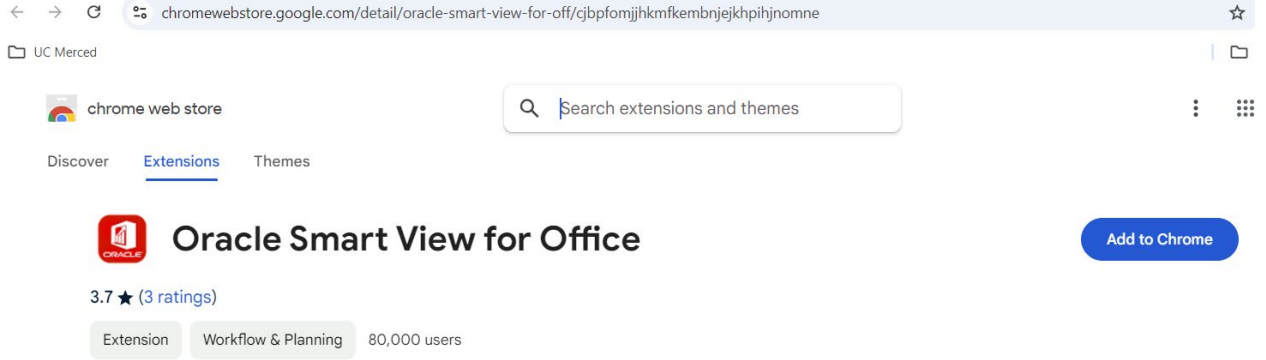 chromewebstore.google.com/detail/oracle-smart-view-for-off/cjbpfomjjhkmfkembnjejkhpihjnomne
UC Merced
chrome web store
Search extensions and themes
Discover Extensions Themes
ORACLE
Oracle Smart View for Office
Add to Chrome
3.7 ★ (3 ratings)
Extension Workflow & Planning 80,000 users